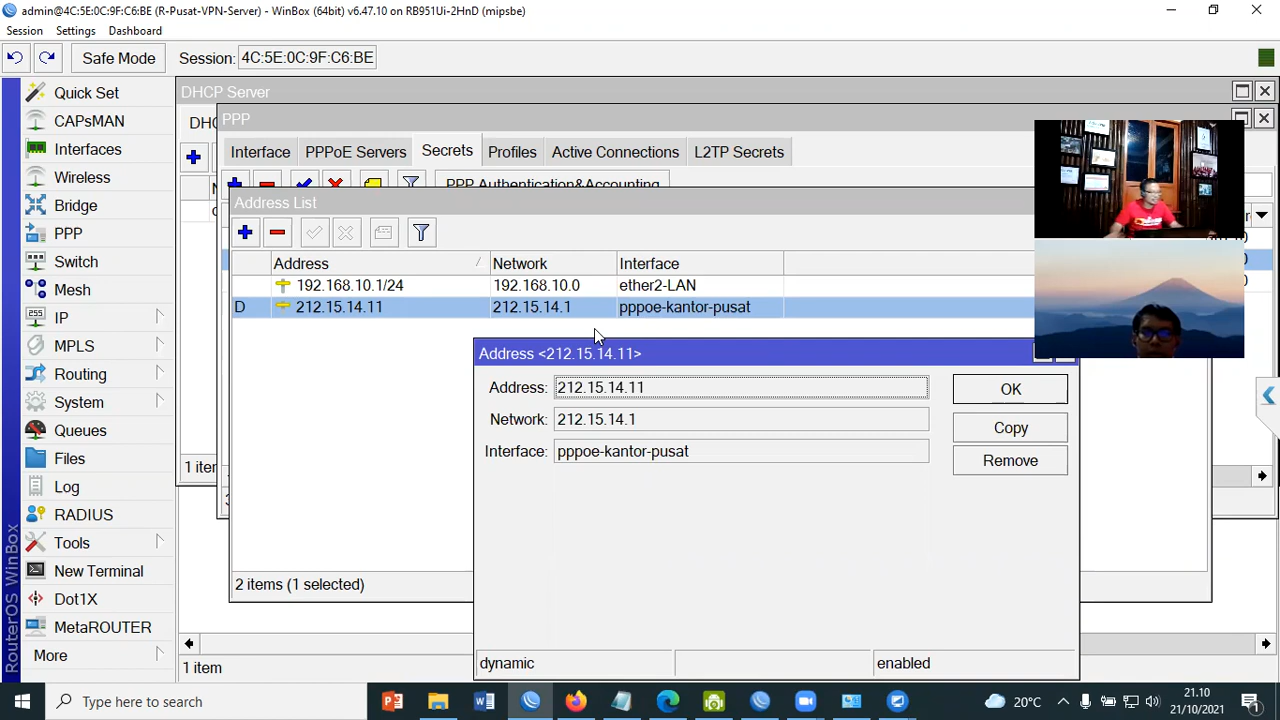 admin@4C:5E:0C:9F:C6:BE (R-Pusat-VPN-Server) - WinBox (64bit) v6.47.10 on RB951Ui-2HnD (mipsbe)
Session Settings Dashboard
Safe Mode Session: 4C:5E:0C:9F:C6:BE
Quick Set
CAPsMAN
Interfaces
Wireless
Bridge
PPP
Switch
Mesh
IP
MPLS
Routing
System
Queues
Files
Log
RADIUS
Tools
New Terminal
Dot1X
MetaROUTER
More
RouterOS WinBox
DHCP Server
DHC
PPP
Interface PPPoE Servers Secrets Profiles Active Connections L2TP Secrets
PPP Authentication&Accounting
Address List
Address Network Interface
192.168.10.1/24 192.168.10.0 ether2-LAN
D 212.15.14.11 212.15.14.1 pppoe-kantor-pusat
2 items (1 selected)
1 iter
1 item
Address <212.15.14.11>
Address: 212.15.14.11
Network: 212.15.14.1
Interface: pppoe-kantor-pusat
OK
Copy
Remove
dynamic enabled
Type here to search
20°C
21.10
21/10/2021